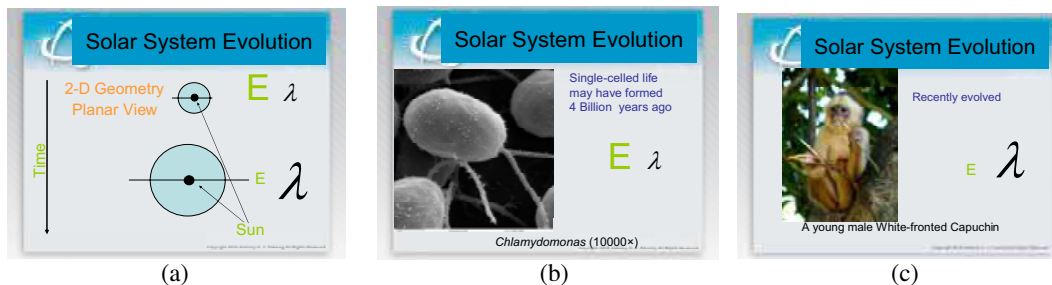 Solar System Evolution
2-D Geometry
Planar View
E λ
Time
E λ
Sun
(a)
Solar System Evolution
Single-celled life
may have formed
4 Billion years ago
E λ
Chlamydomonas (10000×)
(b)
Solar System Evolution
Recently evolved
E λ
A young male White-fronted Capuchin
(c)